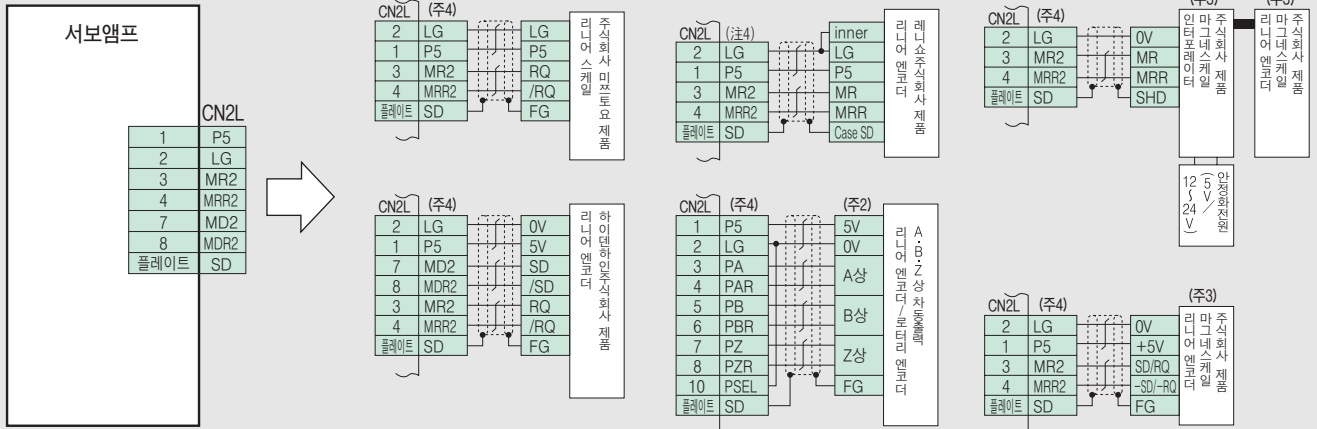 서보앰프
CN2L
1 P5
2 LG
3 MR2
4 MRR2
7 MD2
8 MDR2
플레이트 SD
CN2L (주4)
2 LG LG
1 P5 P5
3 MR2 RQ
4 MRR2 /RQ
플레이트 SD FG
주식회사 미쯔토요 제품
리니어 스케일
CN2L (주4)
2 LG 0V
1 P5 5V
7 MD2 SD
8 MDR2 /SD
3 MR2 RQ
4 MRR2 /RQ
플레이트 SD FG
하이덴하인주식회사 제품
리니어 엔코더
CN2L (注4)
inner
2 LG LG
1 P5 P5
3 MR2 MR
4 MRR2 MRR
플레이트 SD Case SD
레니쇼주식회사 제품
리니어 엔코더
CN2L (주4) (주2)
1 P5 5V
2 LG 0V
3 PA A상
4 PAR
5 PB B상
6 PBR
7 PZ Z상
8 PZR
10 PSEL FG
플레이트 SD
A·B·Z상 차동출력
리니어 엔코더/로터리 엔코더
CN2L (주4) (주3) (주3)
2 LG 0V
3 MR2 MR
4 MRR2 MRR
플레이트 SD SHD
주식회사 제품
마그네스케일
인터포레이터
주식회사 제품
마그네스케일
리니어 엔코더
안정화전원
(5V/
12~24V)
CN2L (주4) (주3)
2 LG 0V
1 P5 +5V
3 MR2 SD/RQ
4 MRR2 -SD/-RQ
플레이트 SD FG
주식회사 제품
마그네스케일
리니어 엔코더